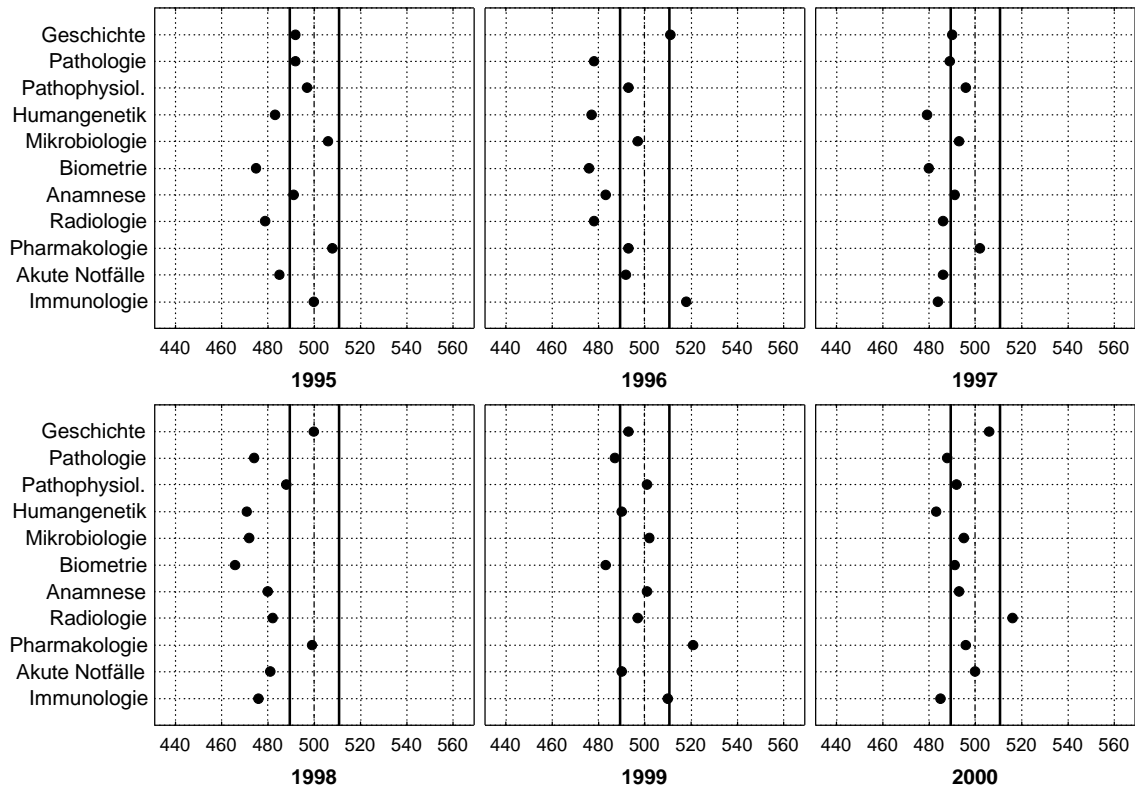 Geschichte
Pathologie
Pathophysiol.
Humangenetik
Mikrobiologie
Biometrie
Anamnese
Radiologie
Pharmakologie
Akute Notfälle
Immunologie
440 460 480 500 520 540 560 440 460 480 500 520 540 560 440 460 480 500 520 540 560
1995 1996 1997
Geschichte
Pathologie
Pathophysiol.
Humangenetik
Mikrobiologie
Biometrie
Anamnese
Radiologie
Pharmakologie
Akute Notfälle
Immunologie
440 460 480 500 520 540 560 440 460 480 500 520 540 560 440 460 480 500 520 540 560
1998 1999 2000